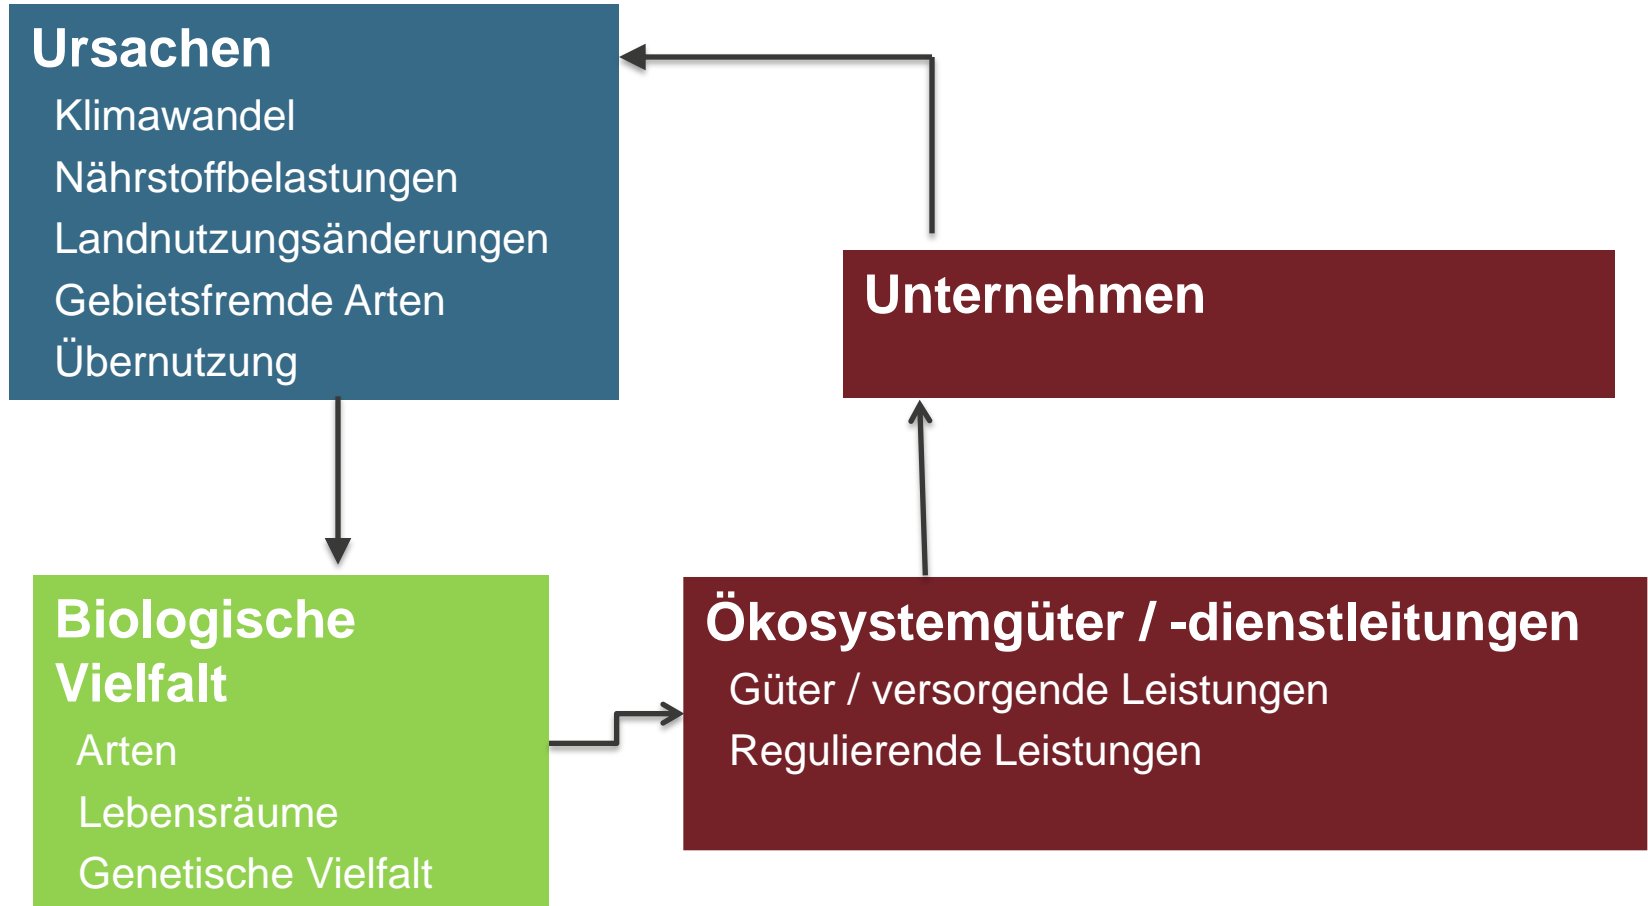 Ursachen
Klimawandel
Nährstoffbelastungen
Landnutzungsänderungen
Gebietsfremde Arten
Übernutzung
Unternehmen
Biologische
Vielfalt
Arten
Lebensräume
Genetische Vielfalt
Ökosystemgüter / -dienstleitungen
Güter / versorgende Leistungen
Regulierende Leistungen